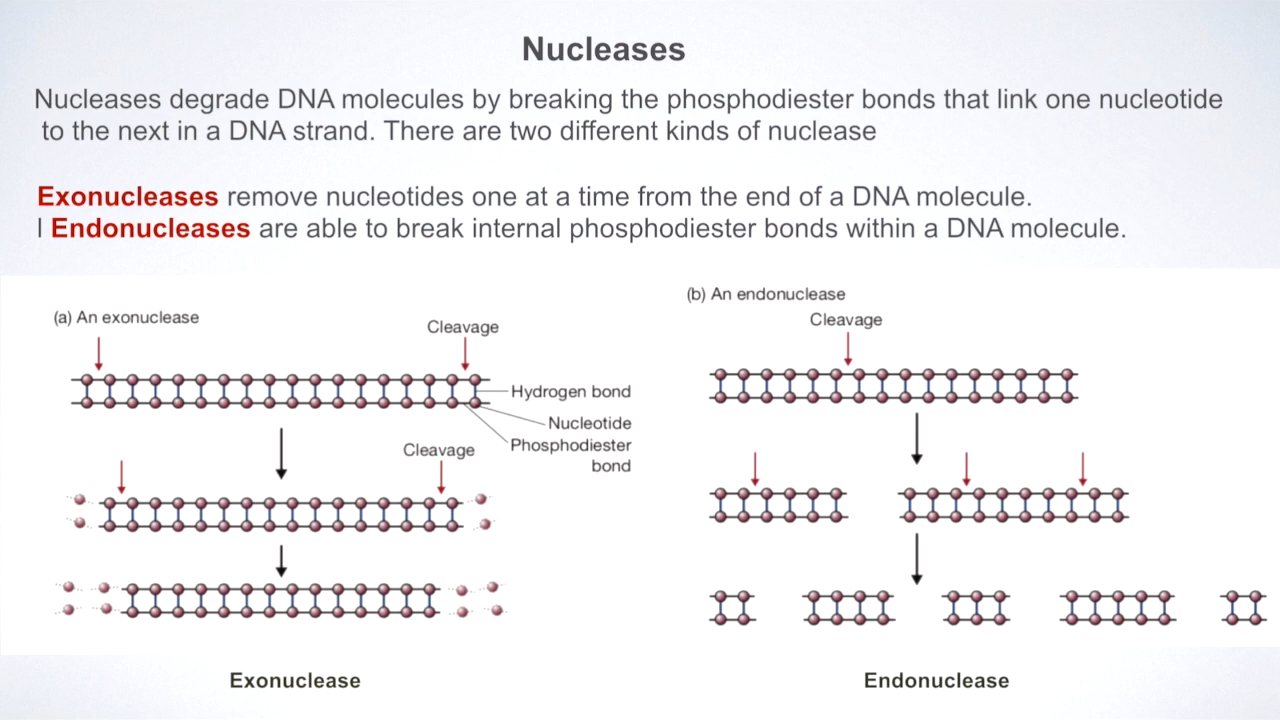 Nucleases
Nucleases degrade DNA molecules by breaking the phosphodiester bonds that link one nucleotide
to the next in a DNA strand. There are two different kinds of nuclease
Exonucleases remove nucleotides one at a time from the end of a DNA molecule.
l Endonucleases are able to break internal phosphodiester bonds within a DNA molecule.
(a) An exonuclease
Cleavage
Hydrogen bond
Nucleotide
Phosphodiester
bond
Cleavage
(b) An endonuclease
Cleavage
Exonuclease
Endonuclease